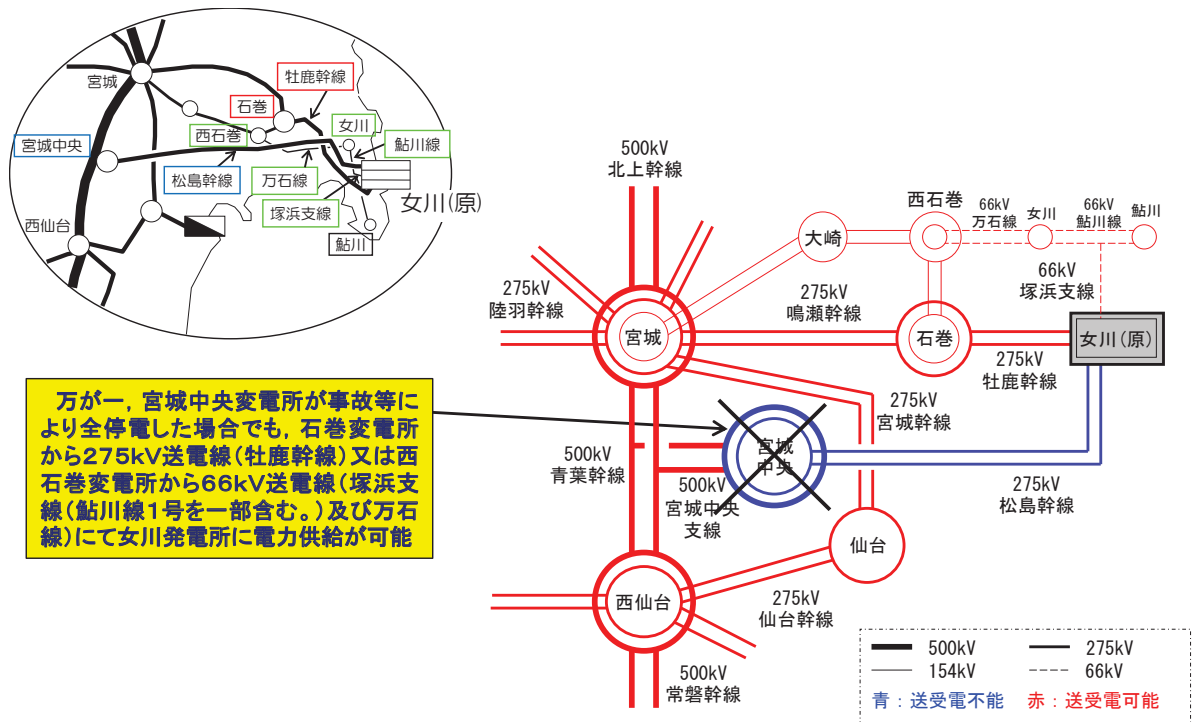 宮城
牡鹿幹線
石巻
女川
西石巻
鮎川線
宮城中央
松島幹線
万石線
塚浜支線
女川(原)
西仙台
鮎川
万が一，宮城中央変電所が事故等に
より全停電した場合でも，石巻変電所
から275kV送電線(牡鹿幹線)又は西
石巻変電所から66kV送電線(塚浜支
線(鮎川線1号を一部含む。)及び万石
線)にて女川発電所に電力供給が可能
500kV
北上幹線
西石巻
66kV
万石線
女川
66kV
鮎川線
鮎川
大崎
66kV
塚浜支線
275kV
陸羽幹線
275kV
鳴瀬幹線
宮城
石巻
女川(原)
275kV
牡鹿幹線
275kV
宮城幹線
500kV
青葉幹線
宮城
中央
500kV
宮城中央
支線
275kV
松島幹線
仙台
西仙台
275kV
仙台幹線
500kV
常磐幹線
500kV
275kV
154kV
66kV
青：送受電不能
赤：送受電可能